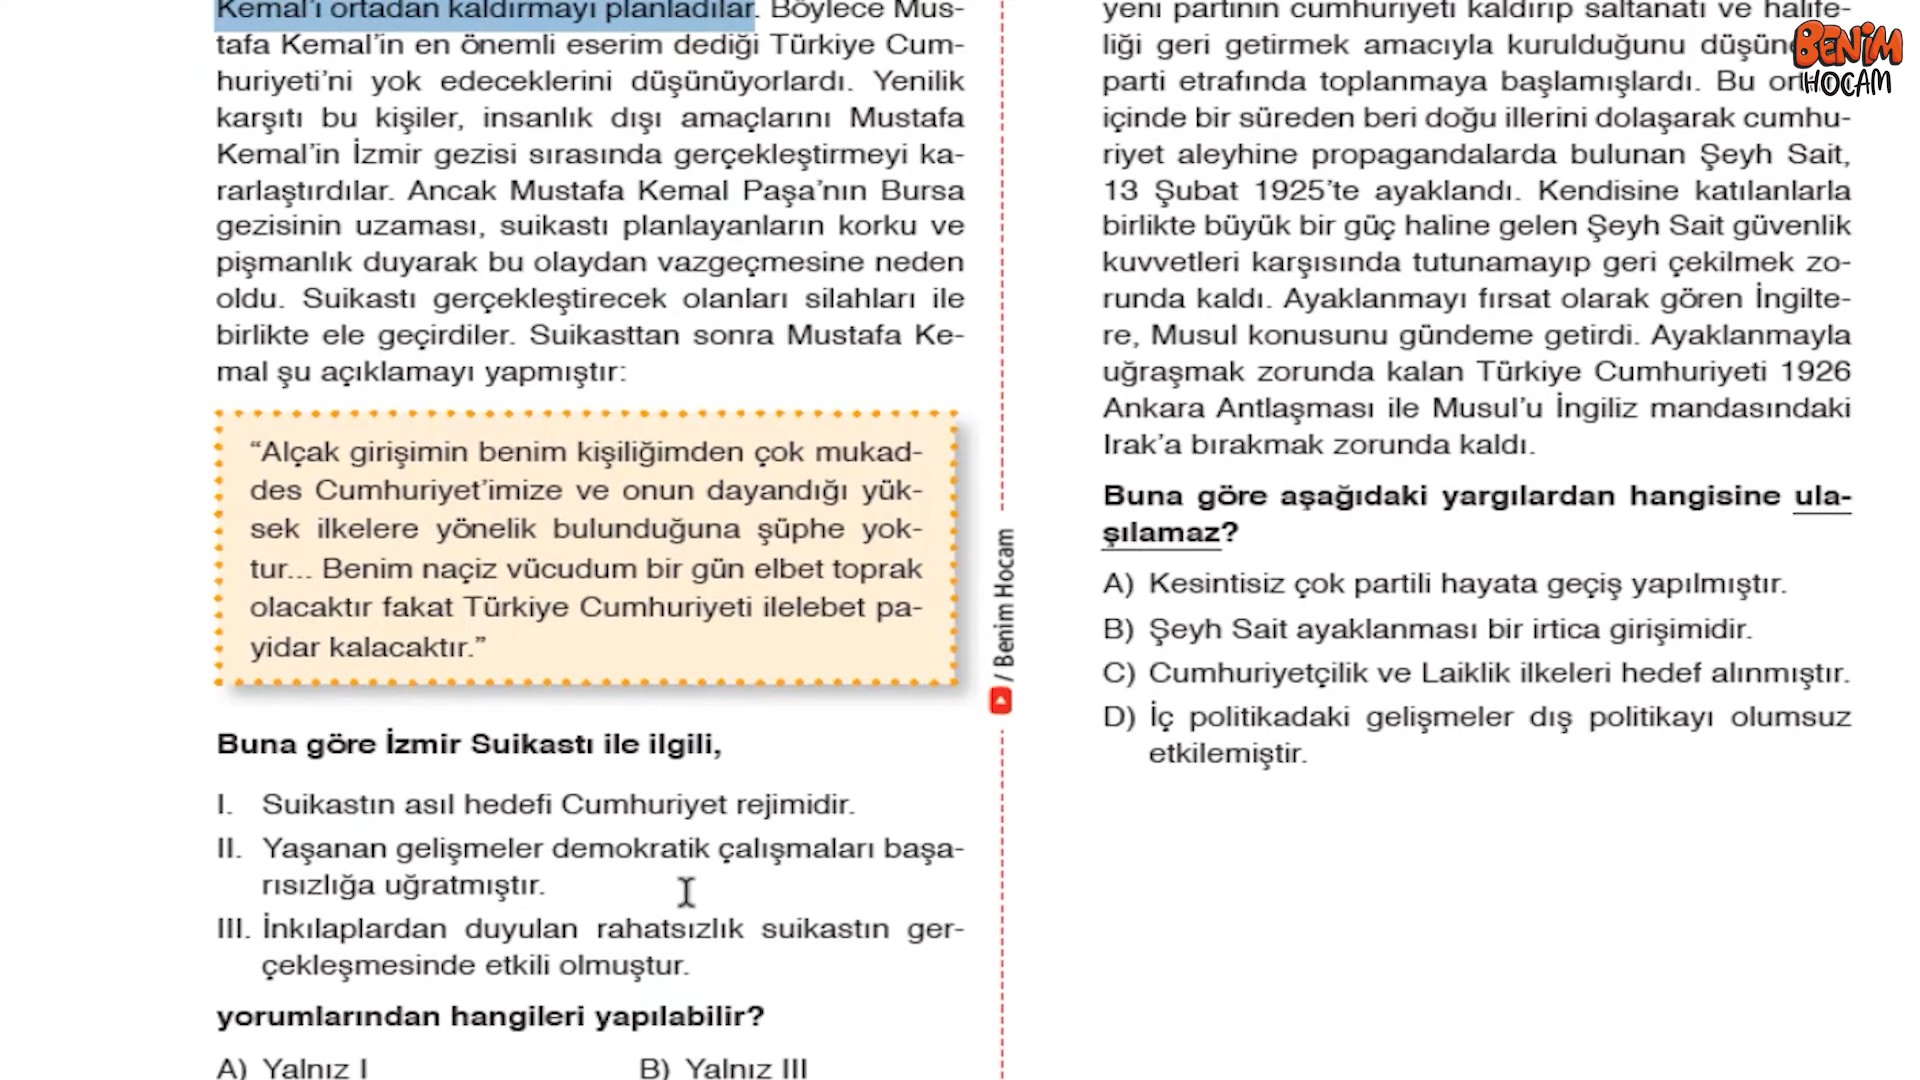 Kemal'i ortadan kaldırmayı planladılar. Böylece Mus-
tafa Kemal'in en önemli eserim dediği Türkiye Cum-
huriyeti'ni yok edeceklerini düşünüyorlardı. Yenilik
karşıtı bu kişiler, insanlık dışı amaçlarını Mustafa
Kemal'in İzmir gezisi sırasında gerçekleştirmeyi ka-
rarlaştırdılar. Ancak Mustafa Kemal Paşa'nın Bursa
gezisinin uzaması, suikastı planlayanların korku ve
pişmanlık duyarak bu olaydan vazgeçmesine neden
oldu. Suikastı gerçekleştirecek olanları silahları ile
birlikte ele geçirdiler. Suikasttan sonra Mustafa Ke-
mal şu açıklamayı yapmıştır:
“Alçak girişimin benim kişiliğimden çok mukad-
des Cumhuriyet'imize ve onun dayandığı yük-
sek ilkelere yönelik bulunduğuna şüphe yok-
tur... Benim naçiz vücudum bir gün elbet toprak
olacaktır fakat Türkiye Cumhuriyeti ilelebet pa-
yidar kalacaktır.”
Buna göre İzmir Suikastı ile ilgili,
I. Suikastın asıl hedefi Cumhuriyet rejimidir.
II. Yaşanan gelişmeler demokratik çalışmaları başa-
rısızlığa uğratmıştır.
III. İnkılaplardan duyulan rahatsızlık suikastın ger-
çekleşmesinde etkili olmuştur.
yorumlarından hangileri yapılabilir?
A) Yalnız I B) Yalnız III
/ Benim Hocam
yeni partinin cumhuriyeti kaldırıp saltanatı ve halife-
liği geri getirmek amacıyla kurulduğunu
parti etrafında toplanmaya başlamışlardı. Bu
içinde bir süreden beri doğu illerini dolaşarak cumhu-
riyet aleyhine propagandalarda bulunan Şeyh Sait,
13 Şubat 1925'te ayaklandı. Kendisine katılanlarla
birlikte büyük bir güç haline gelen Şeyh Sait güvenlik
kuvvetleri karşısında tutunamayıp geri çekilmek zo-
runda kaldı. Ayaklanmayı fırsat olarak gören İngilte-
re, Musul konusunu gündeme getirdi. Ayaklanmayla
uğraşmak zorunda kalan Türkiye Cumhuriyeti 1926
Ankara Antlaşması ile Musul'u İngiliz mandasındaki
Irak'a bırakmak zorunda kaldı.
Buna göre aşağıdaki yargılardan hangisine ula-
şılamaz?
A) Kesintisiz çok partili hayata geçiş yapılmıştır.
B) Şeyh Sait ayaklanması bir irtica girişimidir.
C) Cumhuriyetçilik ve Laiklik ilkeleri hedef alınmıştır.
D) İç politikadaki gelişmeler dış politikayı olumsuz
etkilemiştir.
BENİM
HOCAM